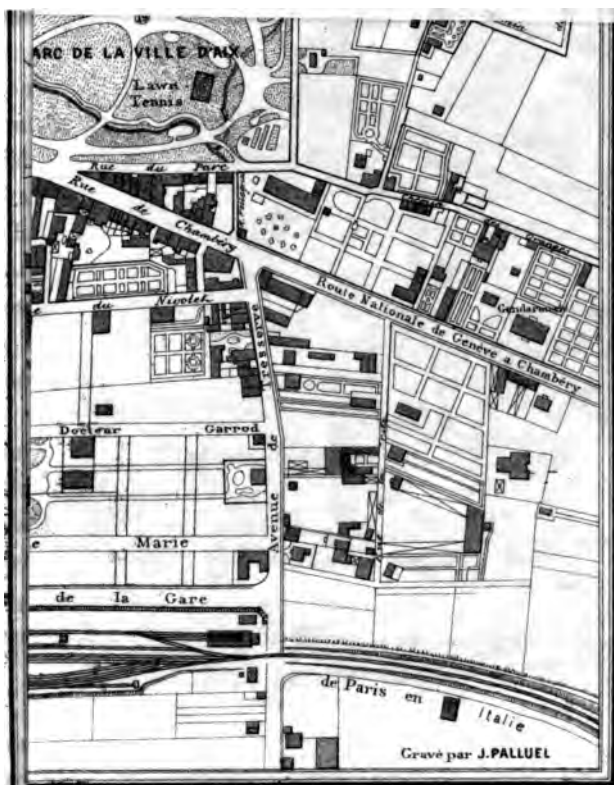 ARC DE LA VILLE D'AIX
Lawn
Tennis
Rue du Parc
Rue de Chambéry
Route Nationale de Genève a Chambéry
Gendarmerie
du Nivolet
Avenue de Tresserve
Docteur Garrod
e Marie
de la Gare
de Paris en Italie
Gravé par J. PALLUEL